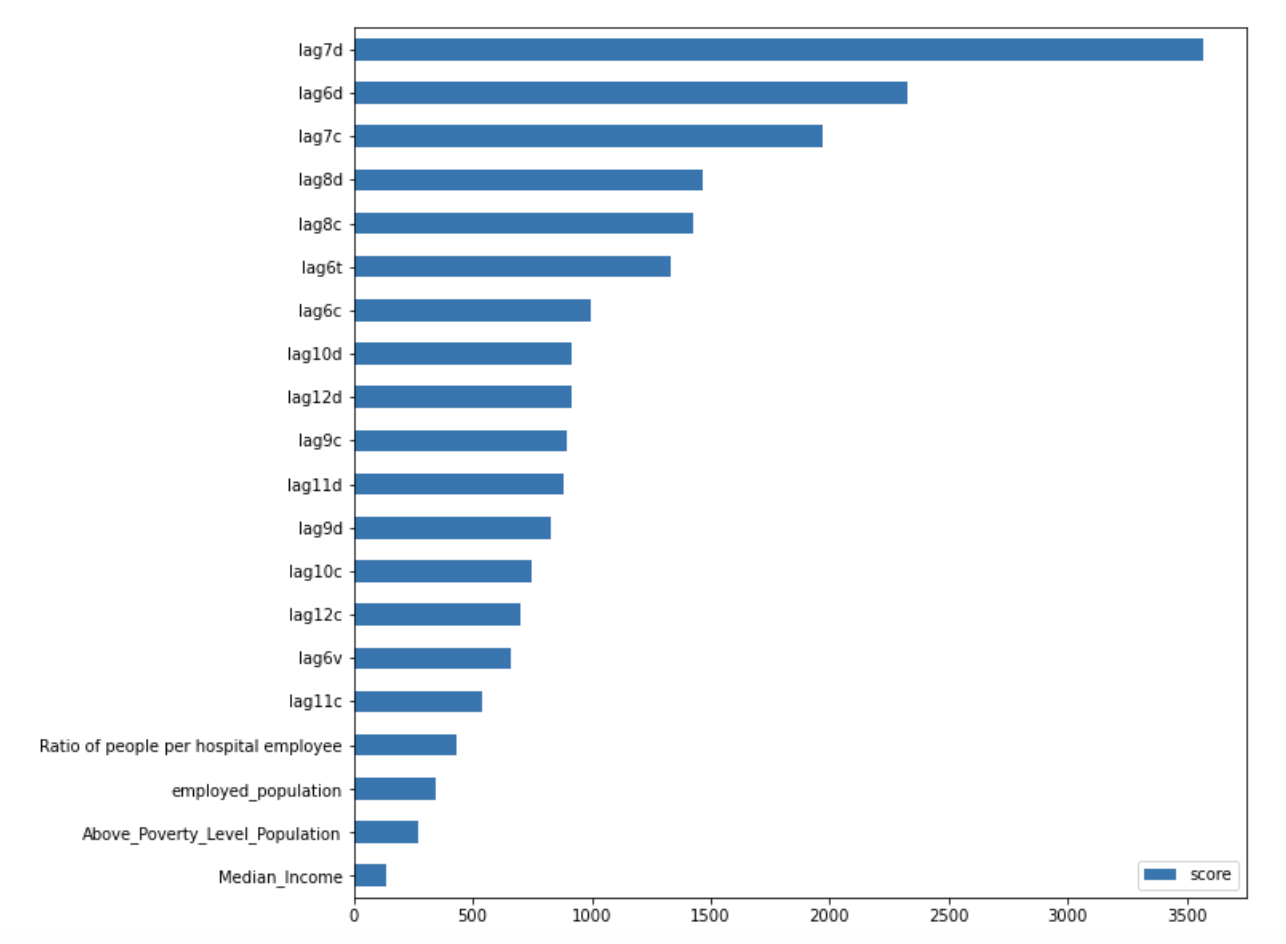 lag7d
lag6d
lag7c
lag8d
lag8c
lag6t
lag6c
lag10d
lag12d
lag9c
lag11d
lag9d
lag10c
lag12c
lag6v
lag11c
Ratio of people per hospital employee
employed_population
Above_Poverty_Level_Population
Median_Income
score
0 500 1000 1500 2000 2500 3000 3500